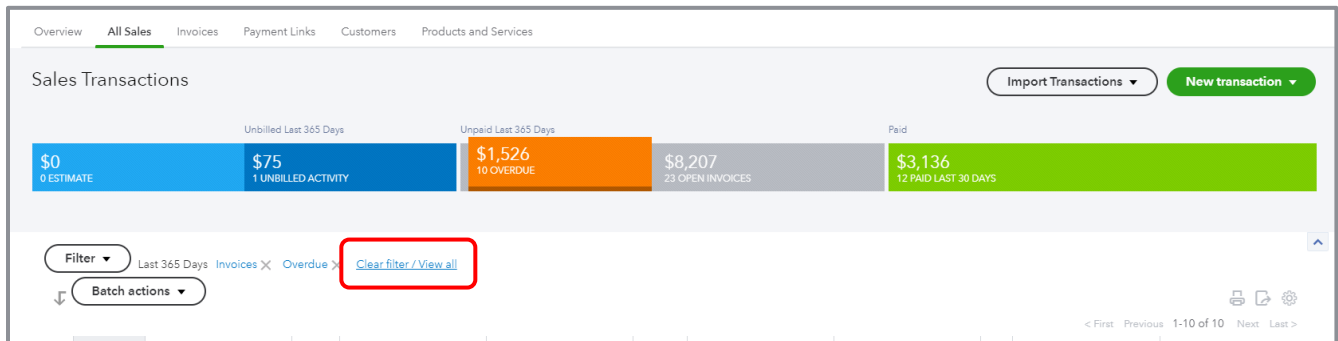 Overview All Sales Invoices Payment Links Customers Products and Services
Sales Transactions
Import Transactions
New transaction
Unbilled Last 365 Days Unpaid Last 365 Days Paid
$0 $75 $1,526 $8,207 $3,136
0 ESTIMATE 1 UNBILLED ACTIVITY 10 OVERDUE 23 OPEN INVOICES 12 PAID LAST 30 DAYS
Filter Last 365 Days Invoices Overdue Clear filter / View all
Batch actions
< First Previous 1-10 of 10 Next Last >